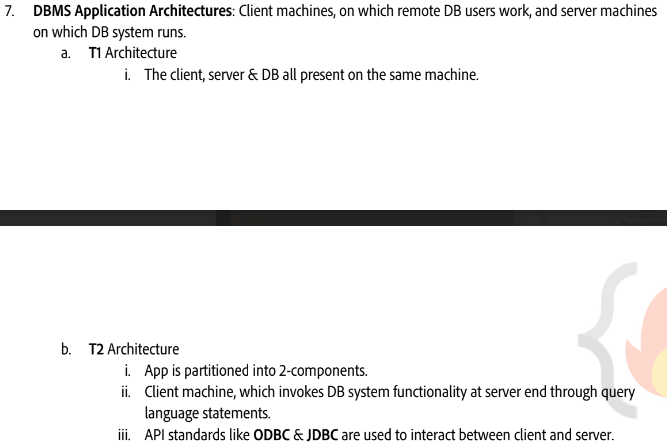 7. DBMS Application Architectures: Client machines, on which remote DB users work, and server machines
on which DB system runs.
a. T1 Architecture
i. The client, server & DB all present on the same machine.
b. T2 Architecture
i. App is partitioned into 2-components.
ii. Client machine, which invokes DB system functionality at server end through query
language statements.
iii. API standards like ODBC & JDBC are used to interact between client and server.